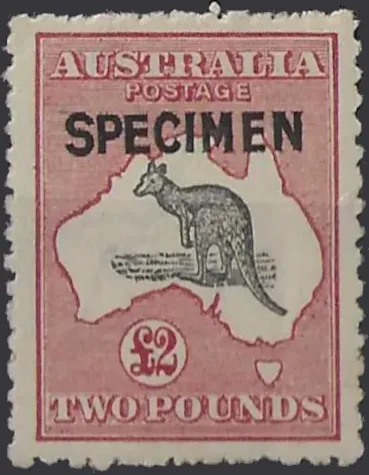 AUSTRALIA
POSTAGE
SPECIMEN
£2
TWO POUNDS